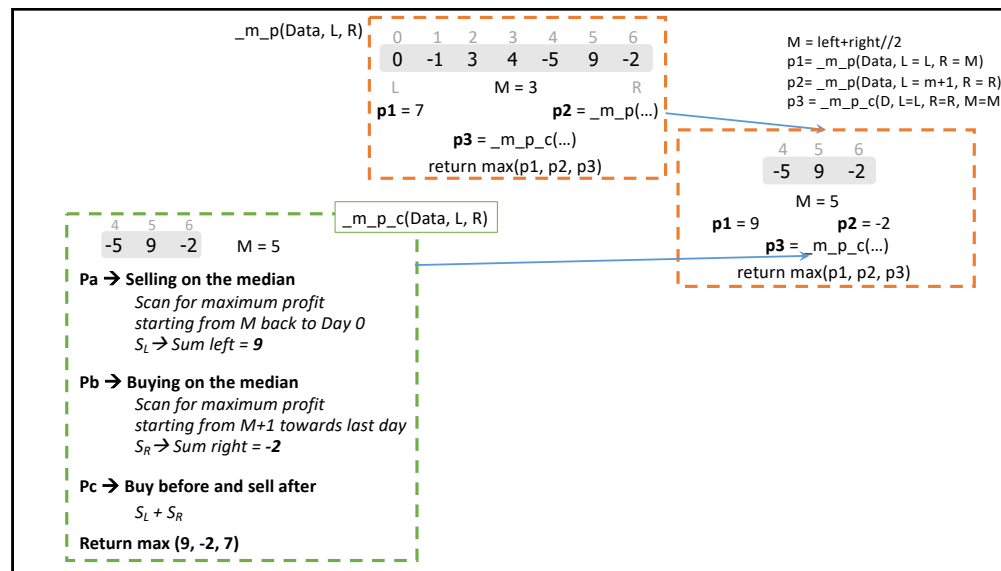 _m_p(Data, L, R)
0 1 2 3 4 5 6
0 -1 3 4 -5 9 -2
L M = 3 R
p1 = 7 p2 = _m_p(…)
p3 = _m_p_c(…)
return max(p1, p2, p3)
M = left+right//2
p1= _m_p(Data, L = L, R = M)
p2= _m_p(Data, L = m+1, R = R)
p3 = _m_p_c(D, L=L, R=R, M=M
4 5 6
-5 9 -2
M = 5
p1 = 9 p2 = -2
p3 = _m_p_c(…)
return max(p1, p2, p3)
_m_p_c(Data, L, R)
4 5 6
-5 9 -2 M = 5
Pa → Selling on the median
Scan for maximum profit
starting from M back to Day 0
SL → Sum left = 9
Pb → Buying on the median
Scan for maximum profit
starting from M+1 towards last day
SR → Sum right = -2
Pc → Buy before and sell after
SL + SR
Return max (9, -2, 7)